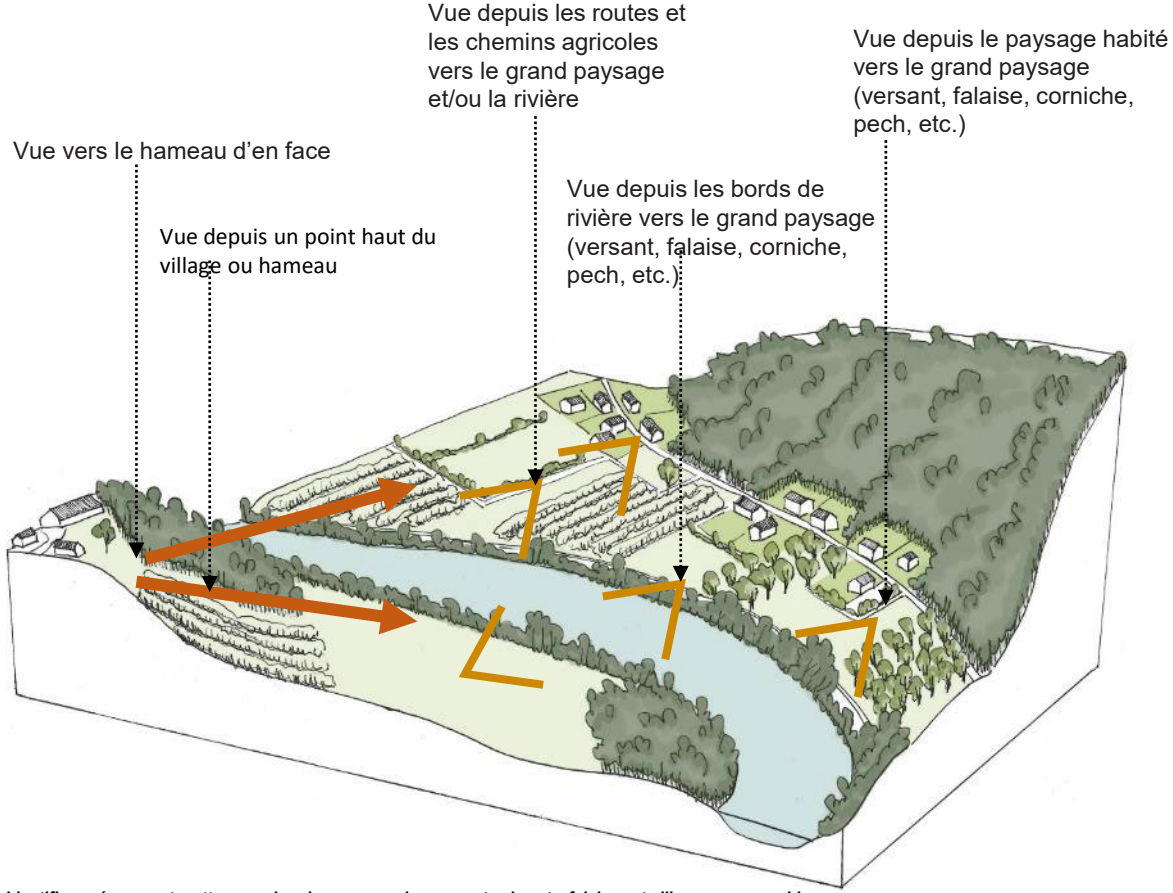 Vue depuis les routes et
les chemins agricoles
vers le grand paysage
et/ou la rivière
Vue depuis le paysage habité
vers le grand paysage
(versant, falaise, corniche,
pech, etc.)
Vue vers le hameau d'en face
Vue depuis les bords de
rivière vers le grand paysage
(versant, falaise, corniche,
pech, etc.)
Vue depuis un point haut du
village ou hameau